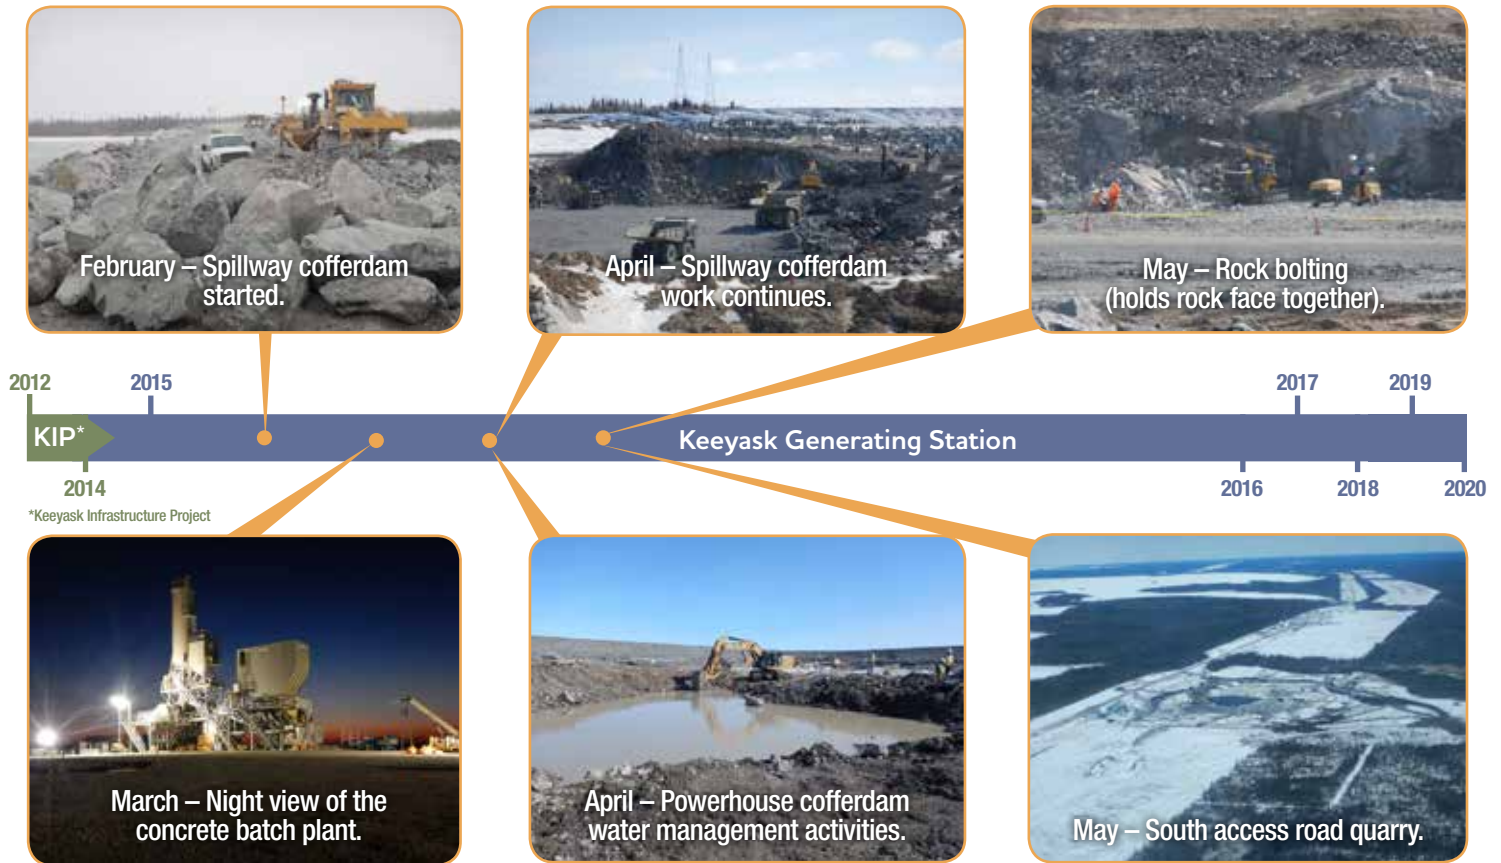 February – Spillway cofferdam
started.
April – Spillway cofferdam
work continues.
May – Rock bolting
(holds rock face together).
2012
2015
2017
2019
KIP*
Keeyask Generating Station
2014
2016
2018
2020
*Keeyask Infrastructure Project
March – Night view of the
concrete batch plant.
April – Powerhouse cofferdam
water management activities.
May – South access road quarry.